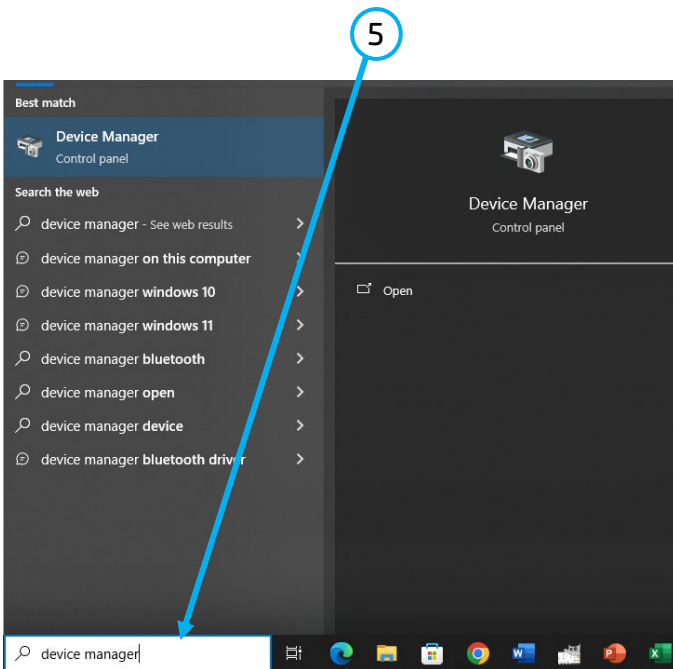 5
Best match
Device Manager
Control panel
Search the web
device manager - See web results
device manager on this computer
device manager windows 10
device manager windows 11
device manager bluetooth
device manager open
device manager device
device manager bluetooth driver
Device Manager
Control panel
Open
device manager
W
P
X